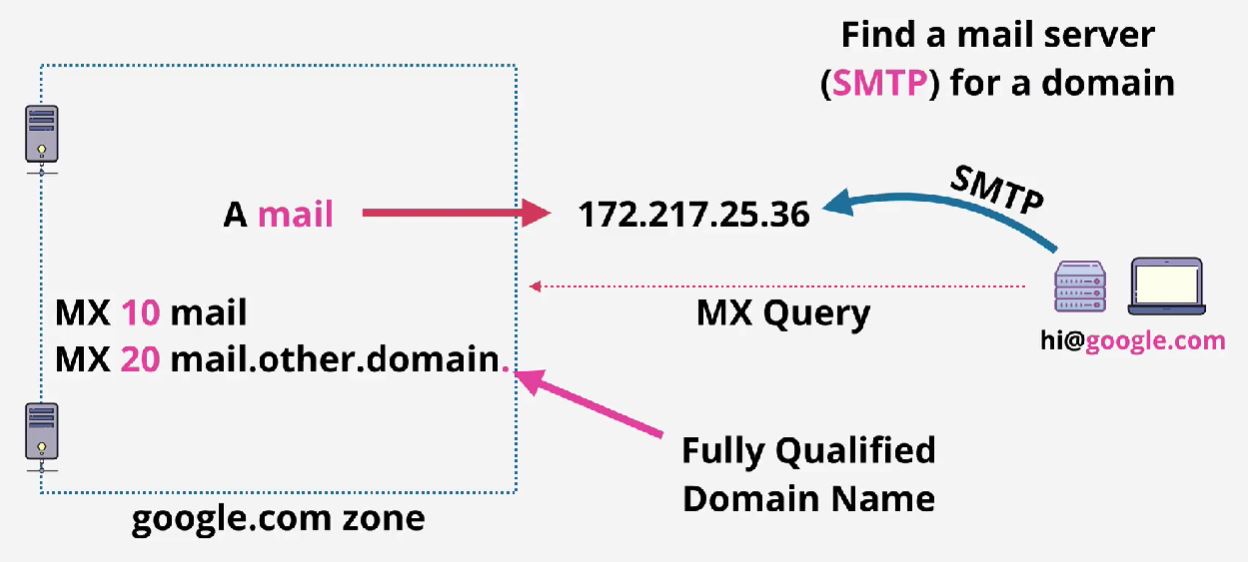 Find a mail server
(SMTP) for a domain
SMTP
A mail
172.217.25.36
MX 10 mail
MX Query
hi@google.com
MX 20 mail.other.domain.
Fully Qualified
Domain Name
google.com zone